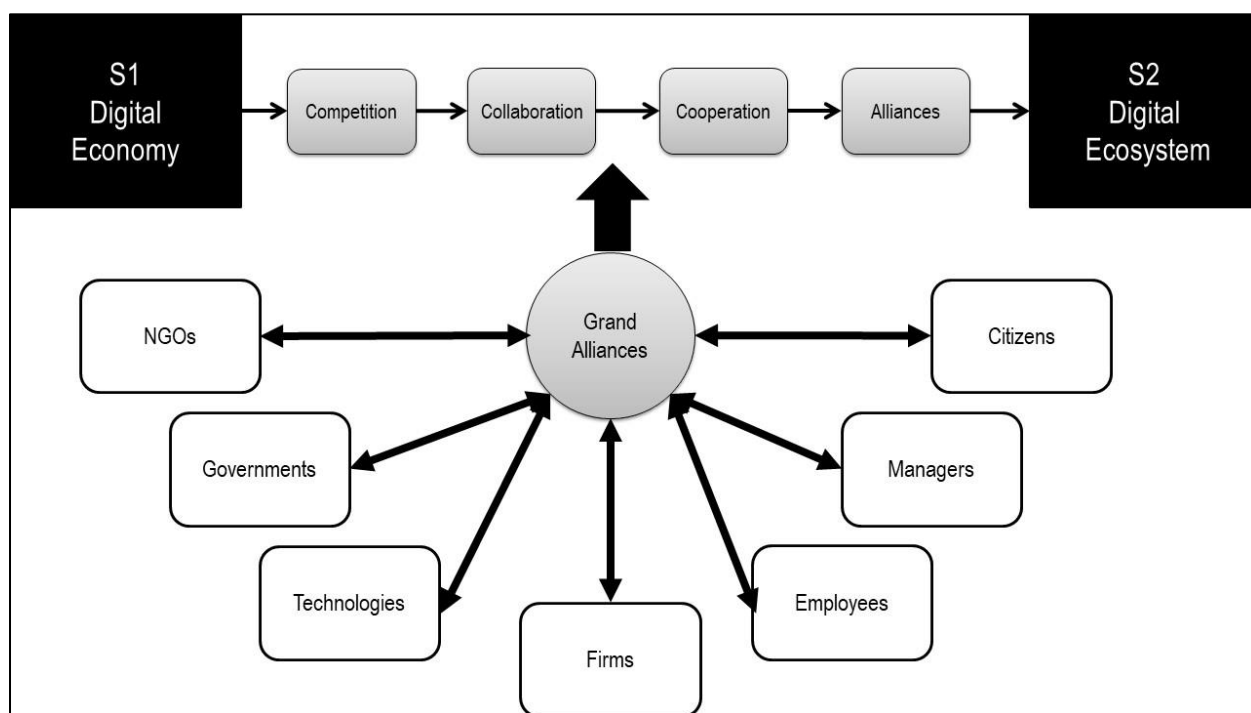 S1
Digital
Economy
Competition
Collaboration
Cooperation
Alliances
S2
Digital
Ecosystem
Grand
Alliances
NGOs
Citizens
Governments
Managers
Technologies
Employees
Firms